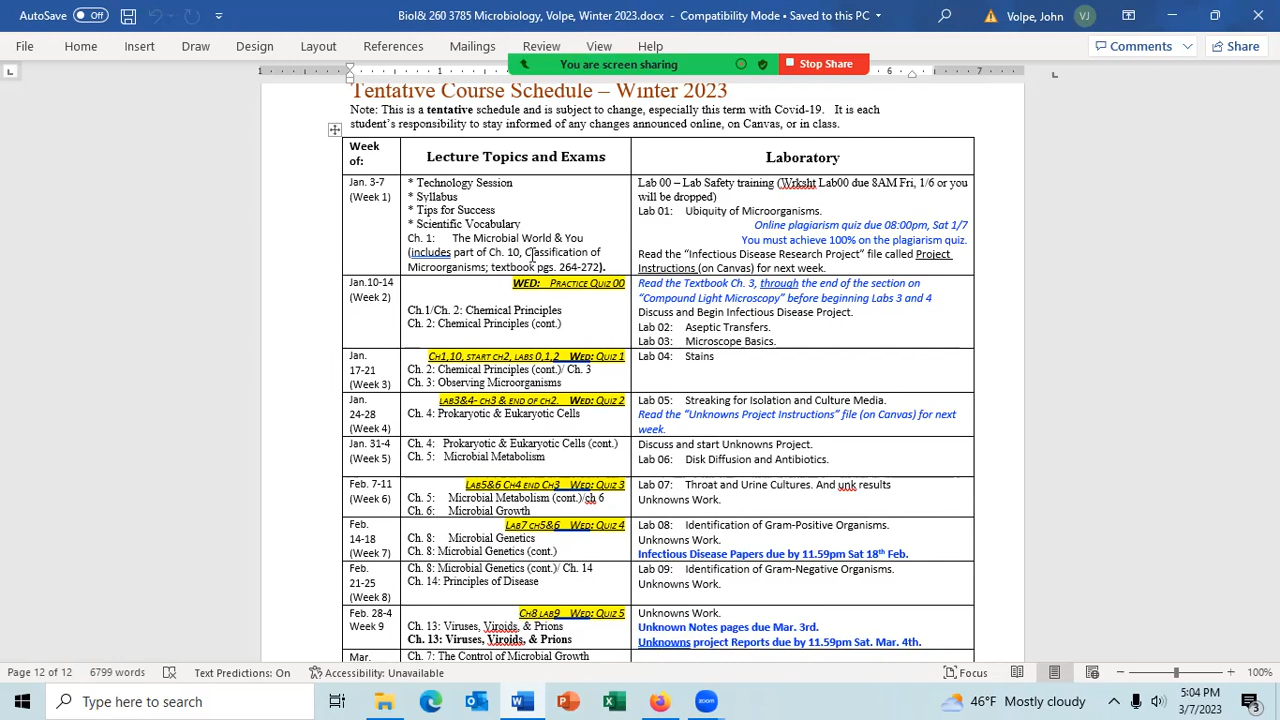 AutoSave Off
Biol& 260 3785 Microbiology - Winter 2023.docx - Compatibility Mode • Saved
Volpe, John VJ
File Home Insert Draw Design Layout References Mailings Review View Help
Comments Share
You are screen sharing Stop Share
1 1 6 7
Tentative Course Schedule – Winter 2023
Note: This is a tentative schedule and is subject to change, especially this term with Covid-19. It is each
student's responsibility to stay informed of any changes announced online, on Canvas, or in class.
Week
of:
Lecture Topics and Exams
Laboratory
Jan. 3-7
(Week 1)
* Technology Session
* Syllabus
* Tips for Success
* Scientific Vocabulary
Ch. 1: The Microbial World & You
(includes part of Ch. 10, Classification of
Microorganisms; textbook pgs. 264-272).
Lab 00 – Lab Safety training (Wrksht Lab00 due 8AM Fri, 1/6 or you
will be dropped)
Lab 01: Ubiquity of Microorganisms.
Online plagiarism quiz due 08:00pm, Sat 1/7
You must achieve 100% on the plagiarism quiz.
Read the "Infectious Disease Research Project" file called Project
Instructions (on Canvas) for next week.
Jan.10-14
(Week 2)
WED: PRACTICE QUIZ 00
Ch.1/Ch. 2: Chemical Principles
Ch. 2: Chemical Principles (cont.)
Read the Textbook Ch. 3, through the end of the section on
"Compound Light Microscopy" before beginning Labs 3 and 4
Discuss and Begin Infectious Disease Project.
Lab 02: Aseptic Transfers.
Lab 03: Microscope Basics.
Jan.
17-21
(Week 3)
CH1,10, START CH2, LABS 0,1,2 WED: QUIZ 1
Ch. 2: Chemical Principles (cont.)/ Ch. 3
Ch. 3: Observing Microorganisms
Lab 04: Stains
Jan.
24-28
(Week 4)
LAB3&4- CH3 & END OF CH2. WED: QUIZ 2
Ch. 4: Prokaryotic & Eukaryotic Cells
Lab 05: Streaking for Isolation and Culture Media.
Read the "Unknowns Project Instructions" file (on Canvas) for next
week.
Jan. 31-4
(Week 5)
Ch. 4: Prokaryotic & Eukaryotic Cells (cont.)
Ch. 5: Microbial Metabolism
Discuss and start Unknowns Project.
Lab 06: Disk Diffusion and Antibiotics.
Feb. 7-11
(Week 6)
LAB5&6 CH4 END CH3 WED: QUIZ 3
Ch. 5: Microbial Metabolism (cont.)/ch 6
Ch. 6: Microbial Growth
Lab 07: Throat and Urine Cultures. And unk results
Unknowns Work.
Feb.
14-18
(Week 7)
LAB7 CH5&6 WED: QUIZ 4
Ch. 8: Microbial Genetics
Ch. 8: Microbial Genetics (cont.)
Lab 08: Identification of Gram-Positive Organisms.
Unknowns Work.
Infectious Disease Papers due by 11.59pm Sat 18th Feb.
Feb.
21-25
(Week 8)
Ch. 8: Microbial Genetics (cont.)/ Ch. 14
Ch. 14: Principles of Disease
Lab 09: Identification of Gram-Negative Organisms.
Unknowns Work.
Feb. 28-4
Week 9
CH8 LAB9 WED: QUIZ 5
Ch. 13: Viruses, Viroids, & Prions
Ch. 13: Viruses, Viroids, & Prions
Unknowns Work.
Unknown Notes pages due Mar. 3rd.
Unknowns project Reports due by 11.59pm Sat. Mar. 4th.
Mar.
Ch. 7: The Control of Microbial Growth
Page 12 of 12 6799 words Text Predictions: On Accessibility: Unavailable Focus 100%
Type here to search
zoom
46°F Mostly cloudy
5:04 PM
3/7/2023
3